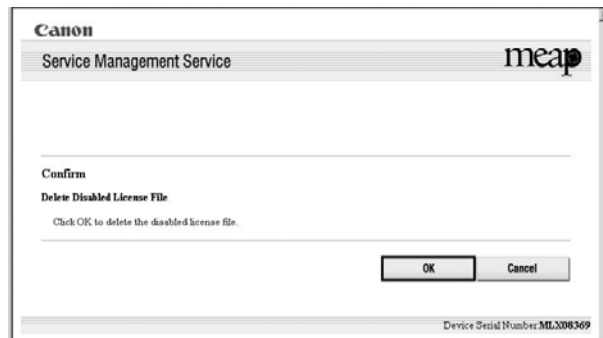 Canon
Service Management Service
meap
Confirm
Delete Disabled License File
Click OK to delete the disabled license file.
OK
Cancel
Device Serial Number:MLX08369